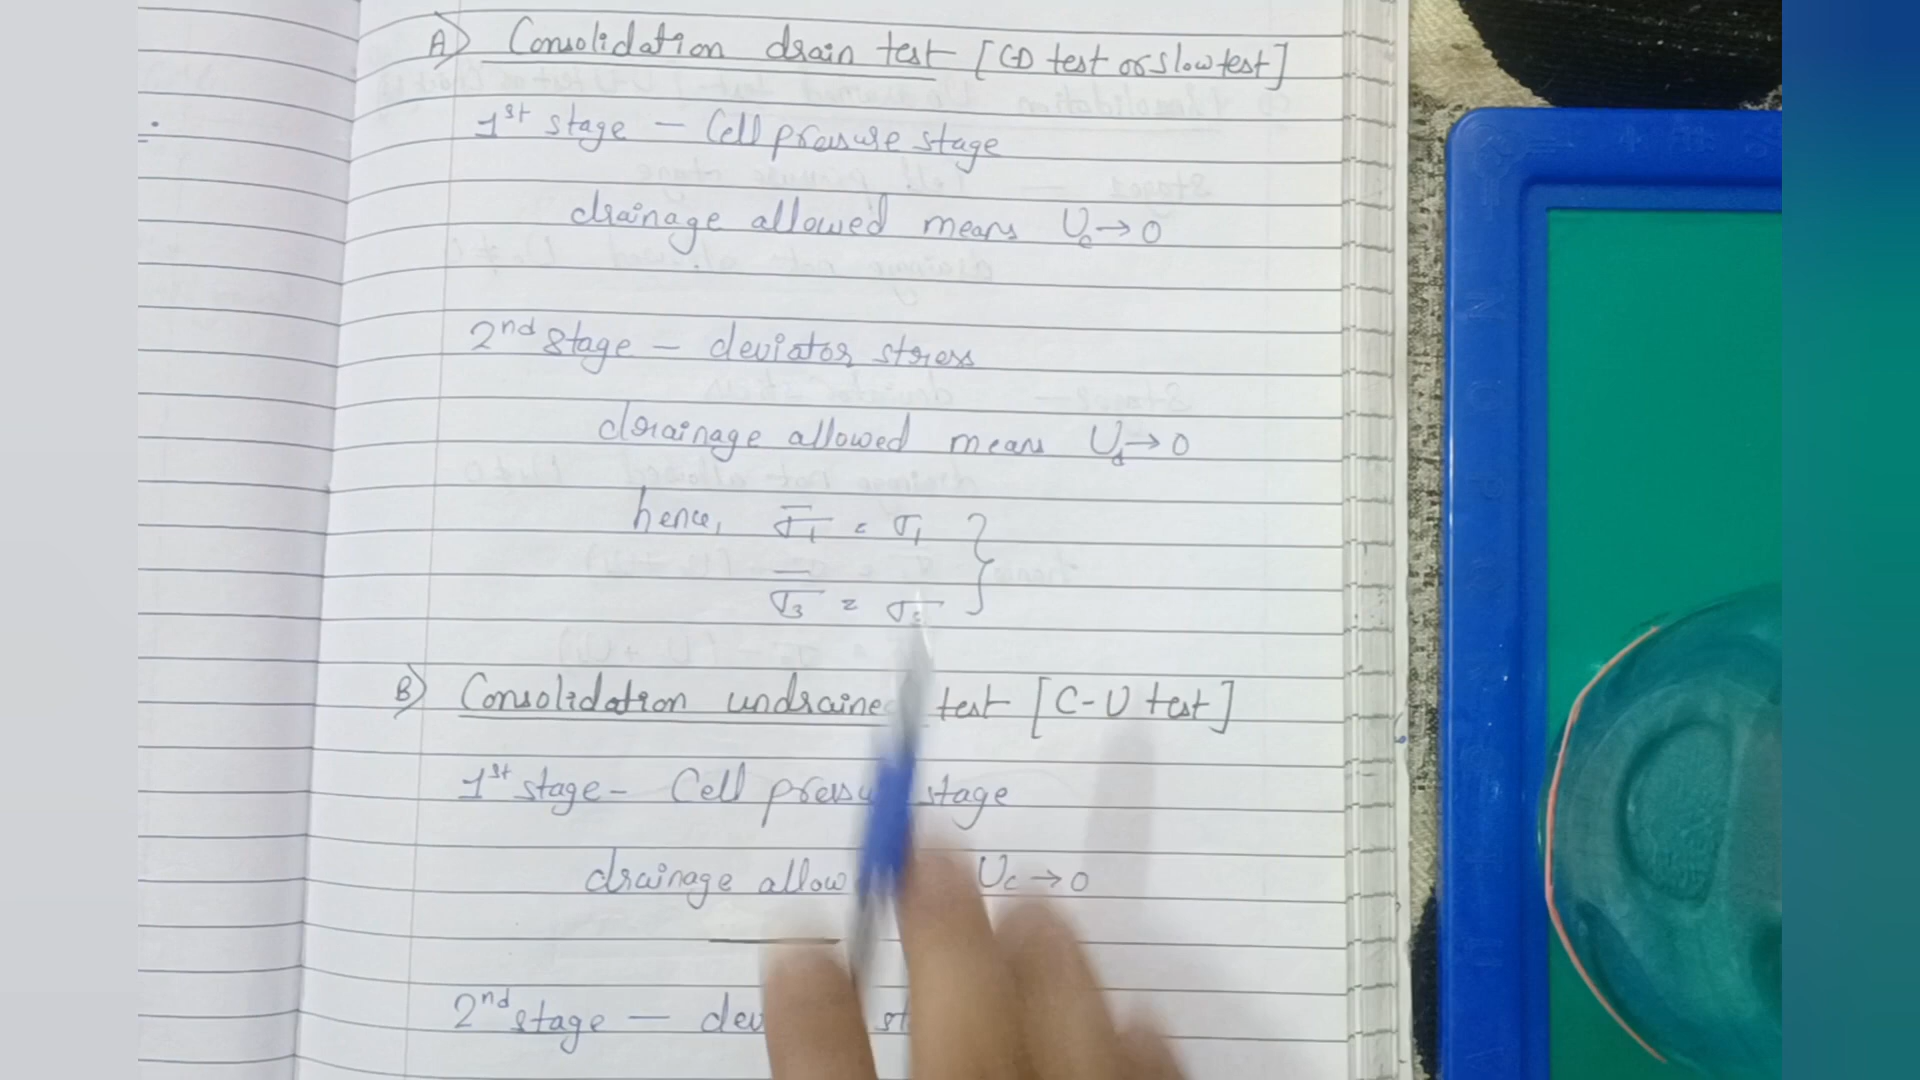 A) Consolidation drain test [CD test or slow test]
1st stage - Cell pressure stage
drainage allowed means Uc → 0
2nd stage - deviator stress
drainage allowed means Ud → 0
hence, σ̅1 = σ1
σ̅3 = σ3
B) Consolidation undrained test [C-U test]
1st stage - Cell pressure stage
drainage allow Uc → 0
2nd stage - dev st